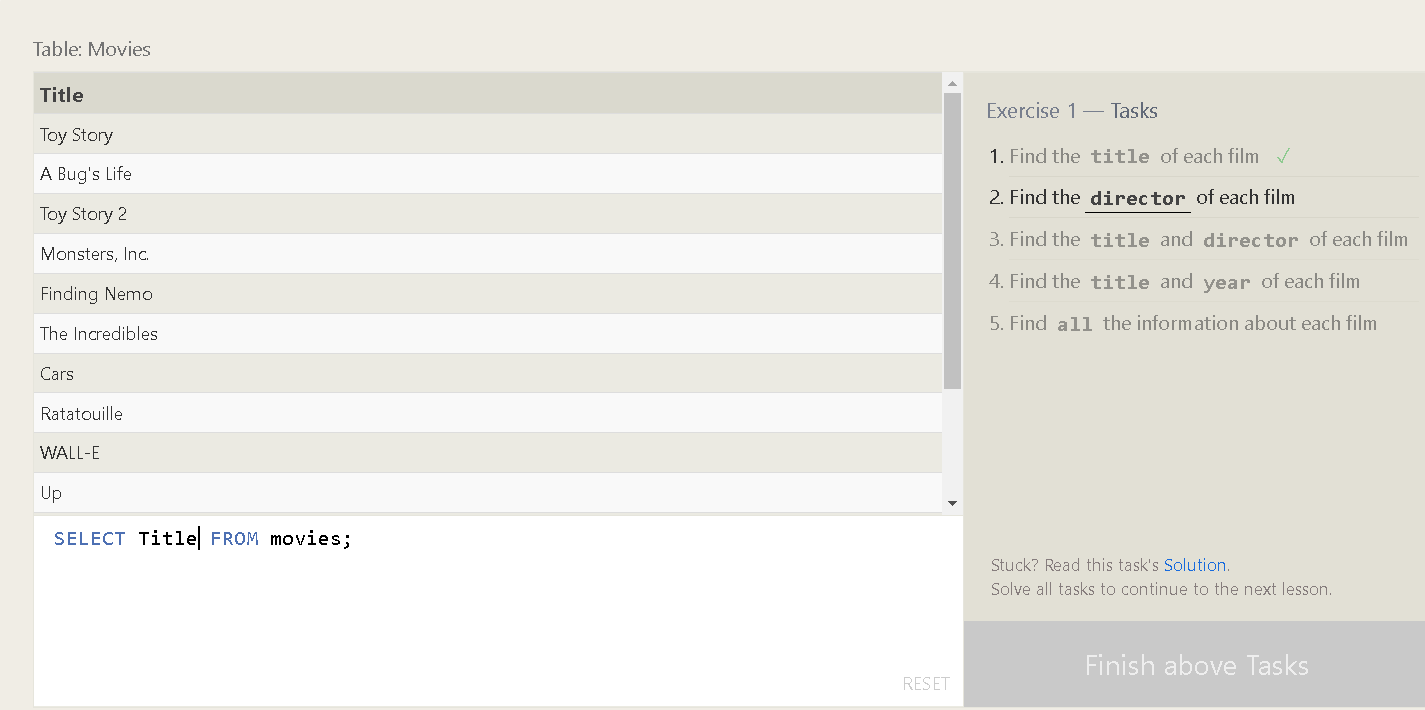 Table: Movies
Title
Toy Story
A Bug's Life
Toy Story 2
Monsters, Inc.
Finding Nemo
The Incredibles
Cars
Ratatouille
WALL-E
Up
SELECT Title FROM movies;
RESET
Exercise 1 — Tasks
1. Find the title of each film ✓
2. Find the director of each film
3. Find the title and director of each film
4. Find the title and year of each film
5. Find all the information about each film
Stuck? Read this task's Solution.
Solve all tasks to continue to the next lesson.
Finish above Tasks